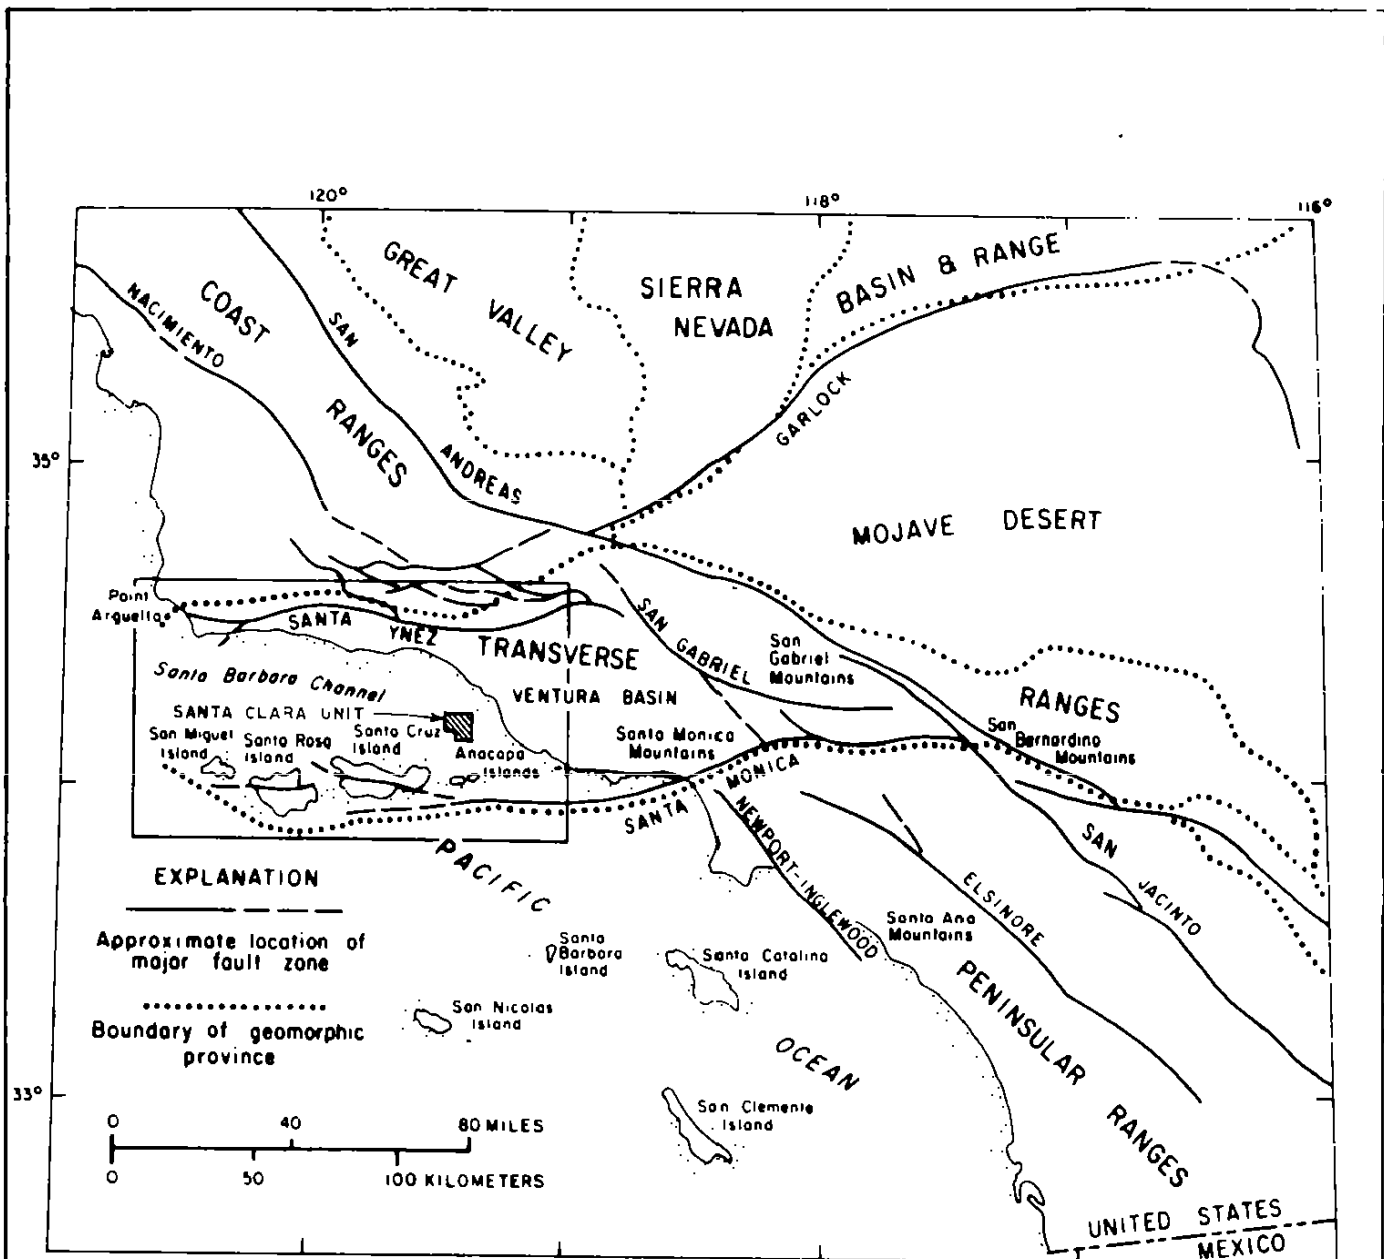 120°
118°
116°
GREAT VALLEY
SIERRA
NEVADA
BASIN & RANGE
COAST
RANGES
NACIMIENTO
SAN
ANDREAS
GARLOCK
35°
MOJAVE DESERT
Point
Arguello
SANTA
YNEZ
TRANSVERSE
RANGES
SAN GABRIEL
San
Gabriel
Mountains
Santa Barbara Channel
VENTURA BASIN
SANTA CLARA UNIT
San Miguel
Island
Santa Rosa
Island
Santa Cruz
Island
Anacapa
Islands
Santa Monica
Mountains
San
Bernardino
Mountains
SANTA
MONICA
NEWPORT-INGLEWOOD
SAN
JACINTO
ELSINORE
Santa Ana
Mountains
PACIFIC
OCEAN
PENINSULAR
RANGES
Santa
Barbara
Island
Santa Catalina
Island
San Nicolas
Island
San Clemente
Island
EXPLANATION
Approximate location of
major fault zone
Boundary of geomorphic
province
33°
0 40 80 MILES
0 50 100 KILOMETERS
UNITED STATES
MEXICO